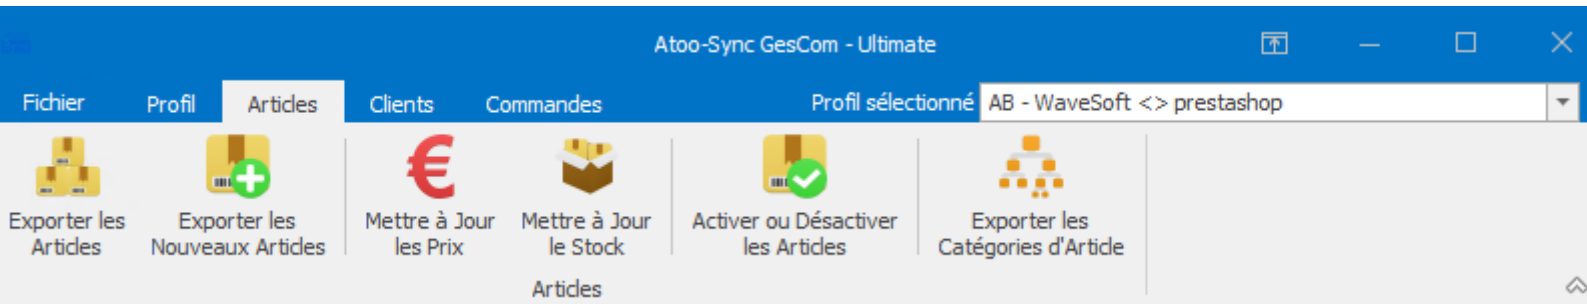 Atoo-Sync GesCom - Ultimate
Fichier Profil Articles Clients Commandes Profil sélectionné AB - WaveSoft <> prestashop
Exporter les Articles
Exporter les Nouveaux Articles
Mettre à Jour les Prix
Mettre à Jour le Stock
Activer ou Désactiver les Articles
Exporter les Catégories d'Article
Articles